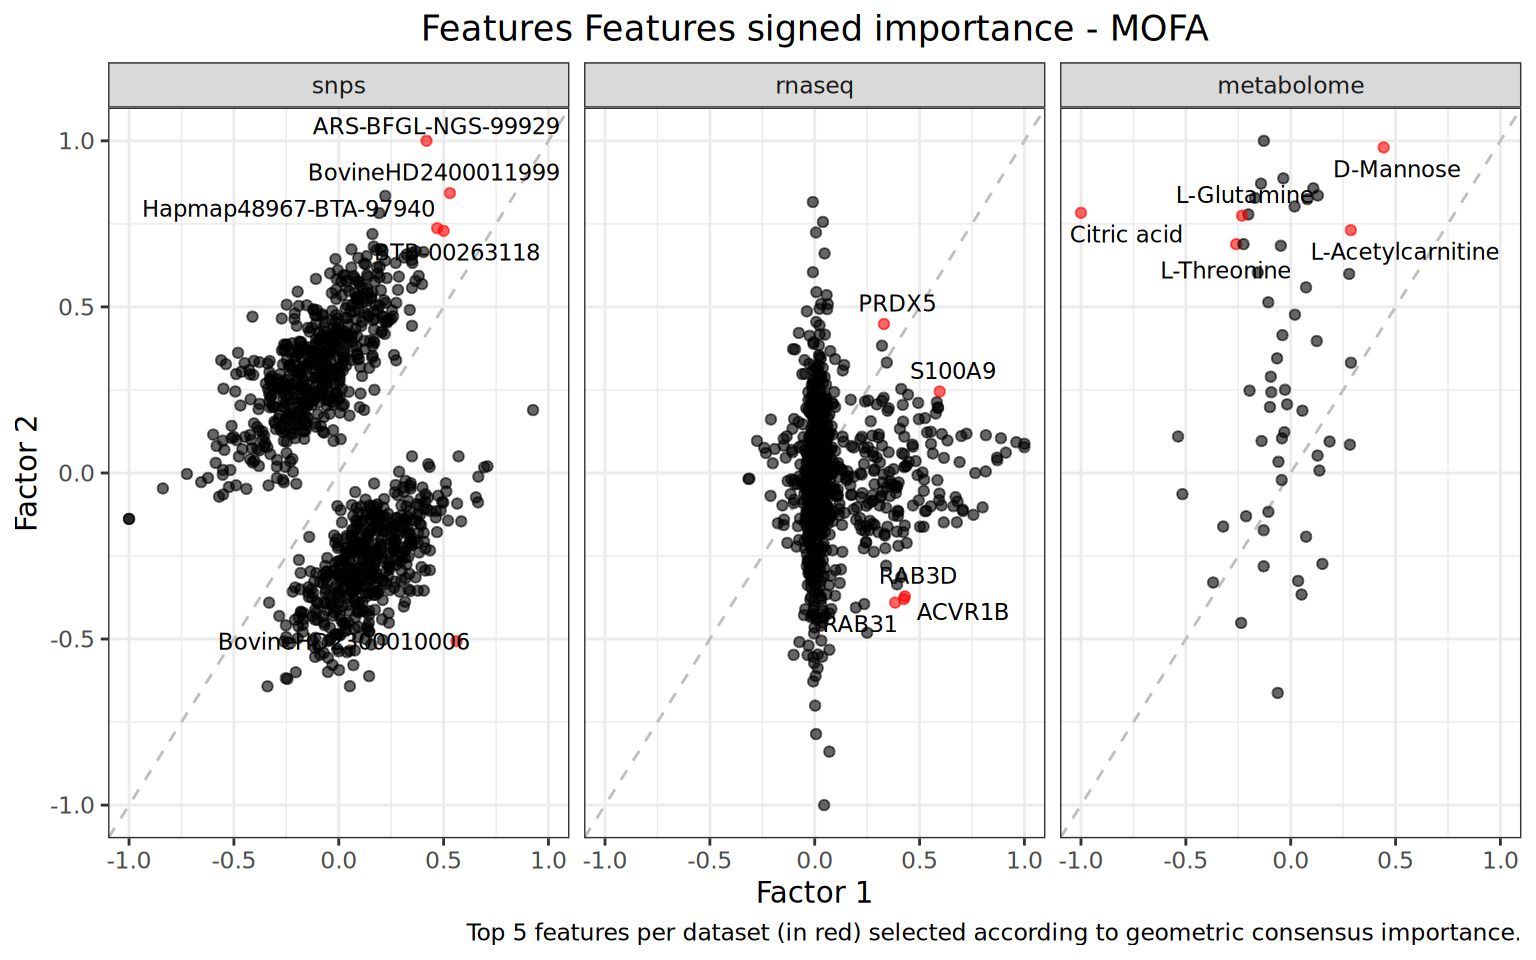 Features Features signed importance - MOFA
snps
rnaseq
metabolome
ARS-BFGL-NGS-99929
BovineHD2400011999
Hapmap48967-BTA-97940
BTB-00263118
BovineHD2300010006
PRDX5
S100A9
RAB3D
ACVR1B
RAB31
D-Mannose
L-Glutamine
Citric acid
L-Acetylcarnitine
L-Threonine
Factor 2
1.0
0.5
0.0
-0.5
-1.0
-1.0 -0.5 0.0 0.5 1.0 -1.0 -0.5 0.0 0.5 1.0 -1.0 -0.5 0.0 0.5 1.0
Factor 1
Top 5 features per dataset (in red) selected according to geometric consensus importance.